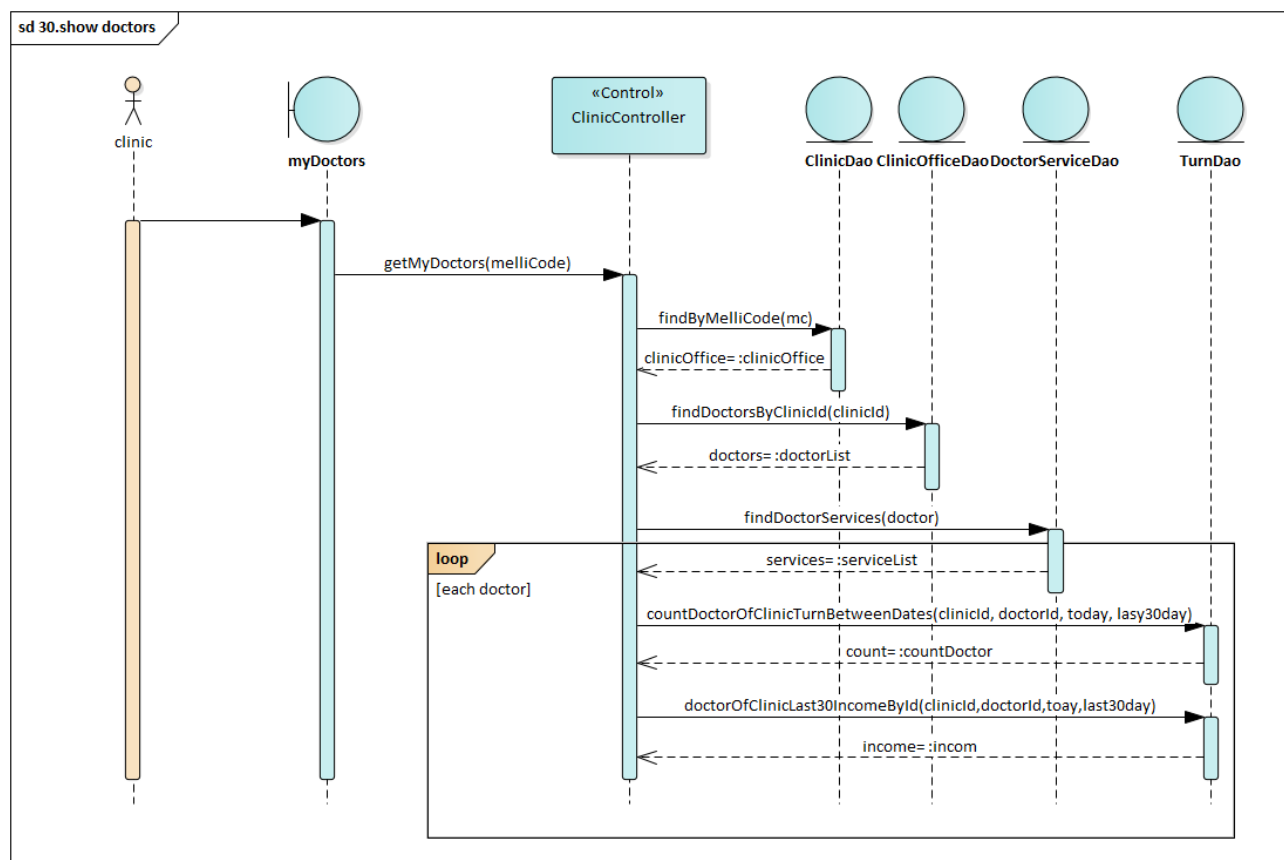 sd 30.show doctors
clinic
myDoctors
«Control»
ClinicController
ClinicDao
ClinicOfficeDao
DoctorServiceDao
TurnDao
getMyDoctors(melliCode)
findByMelliCode(mc)
clinicOffice= :clinicOffice
findDoctorsByClinicId(clinicId)
doctors= :doctorList
findDoctorServices(doctor)
loop
[each doctor]
services= :serviceList
countDoctorOfClinicTurnBetweenDates(clinicId, doctorId, today, lasy30day)
count= :countDoctor
doctorOfClinicLast30IncomeById(clinicId,doctorId,toay,last30day)
income= :incom